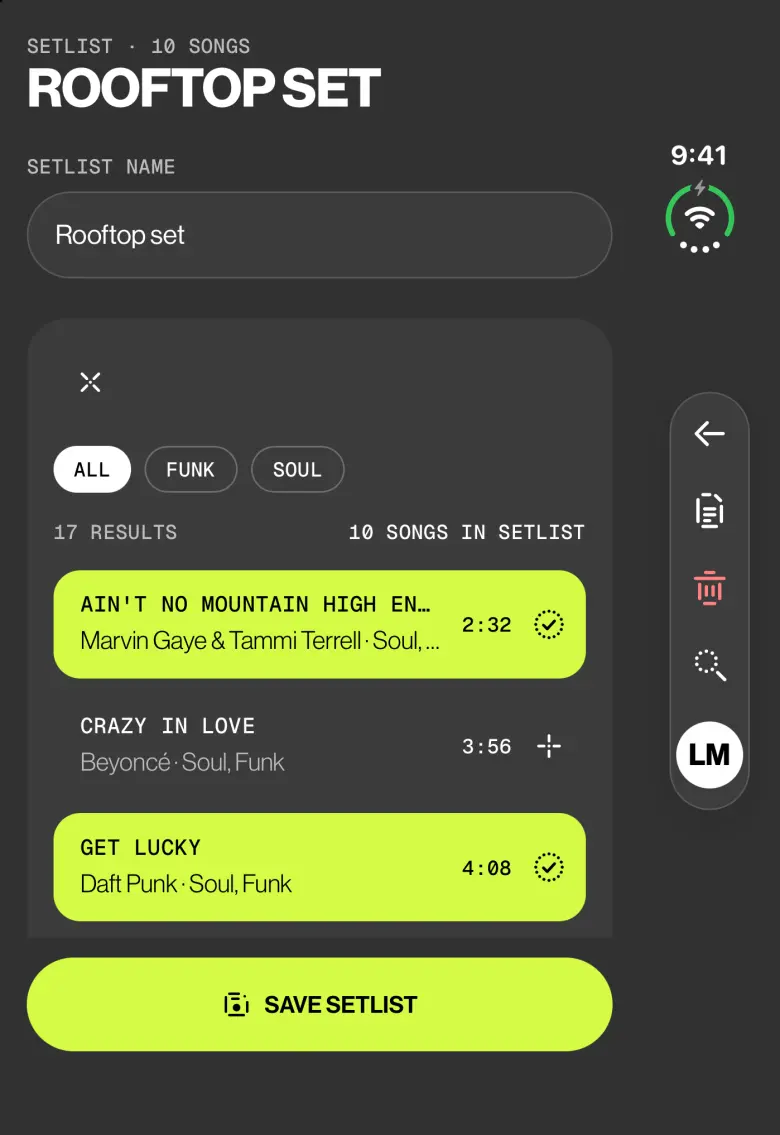 SETLIST · 10 SONGS
ROOFTOP SET
SETLIST NAME
9:41
Rooftop set
ALL
FUNK
SOUL
17 RESULTS
10 SONGS IN SETLIST
AIN'T NO MOUNTAIN HIGH EN…
Marvin Gaye & Tammi Terrell · Soul, …
2:32
CRAZY IN LOVE
Beyoncé · Soul, Funk
3:56
GET LUCKY
Daft Punk · Soul, Funk
4:08
LM
SAVE SETLIST